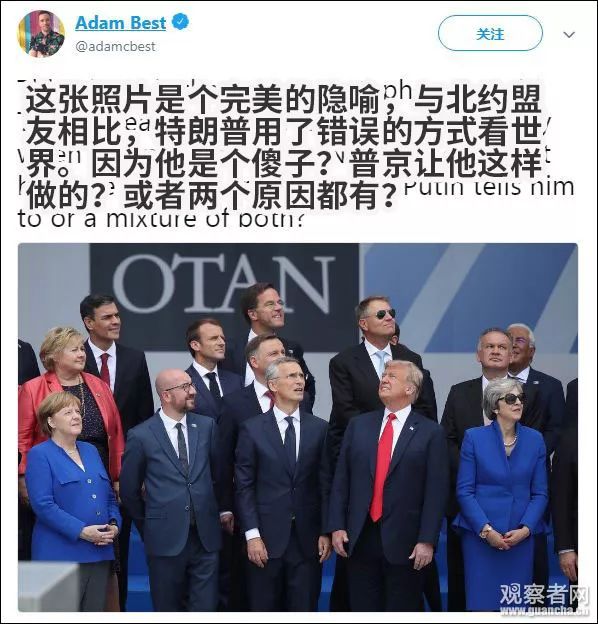 Adam Best
@adamcbest
关注
这张照片是个完美的隐喻，与北约盟
友相比，特朗普用了错误的方式看世
界。因为他是个傻子？普京让他这样
做的？或者两个原因都有？Putin tells him
to or a mixture of both?
OTAN
观察者网
www.guancha.cn